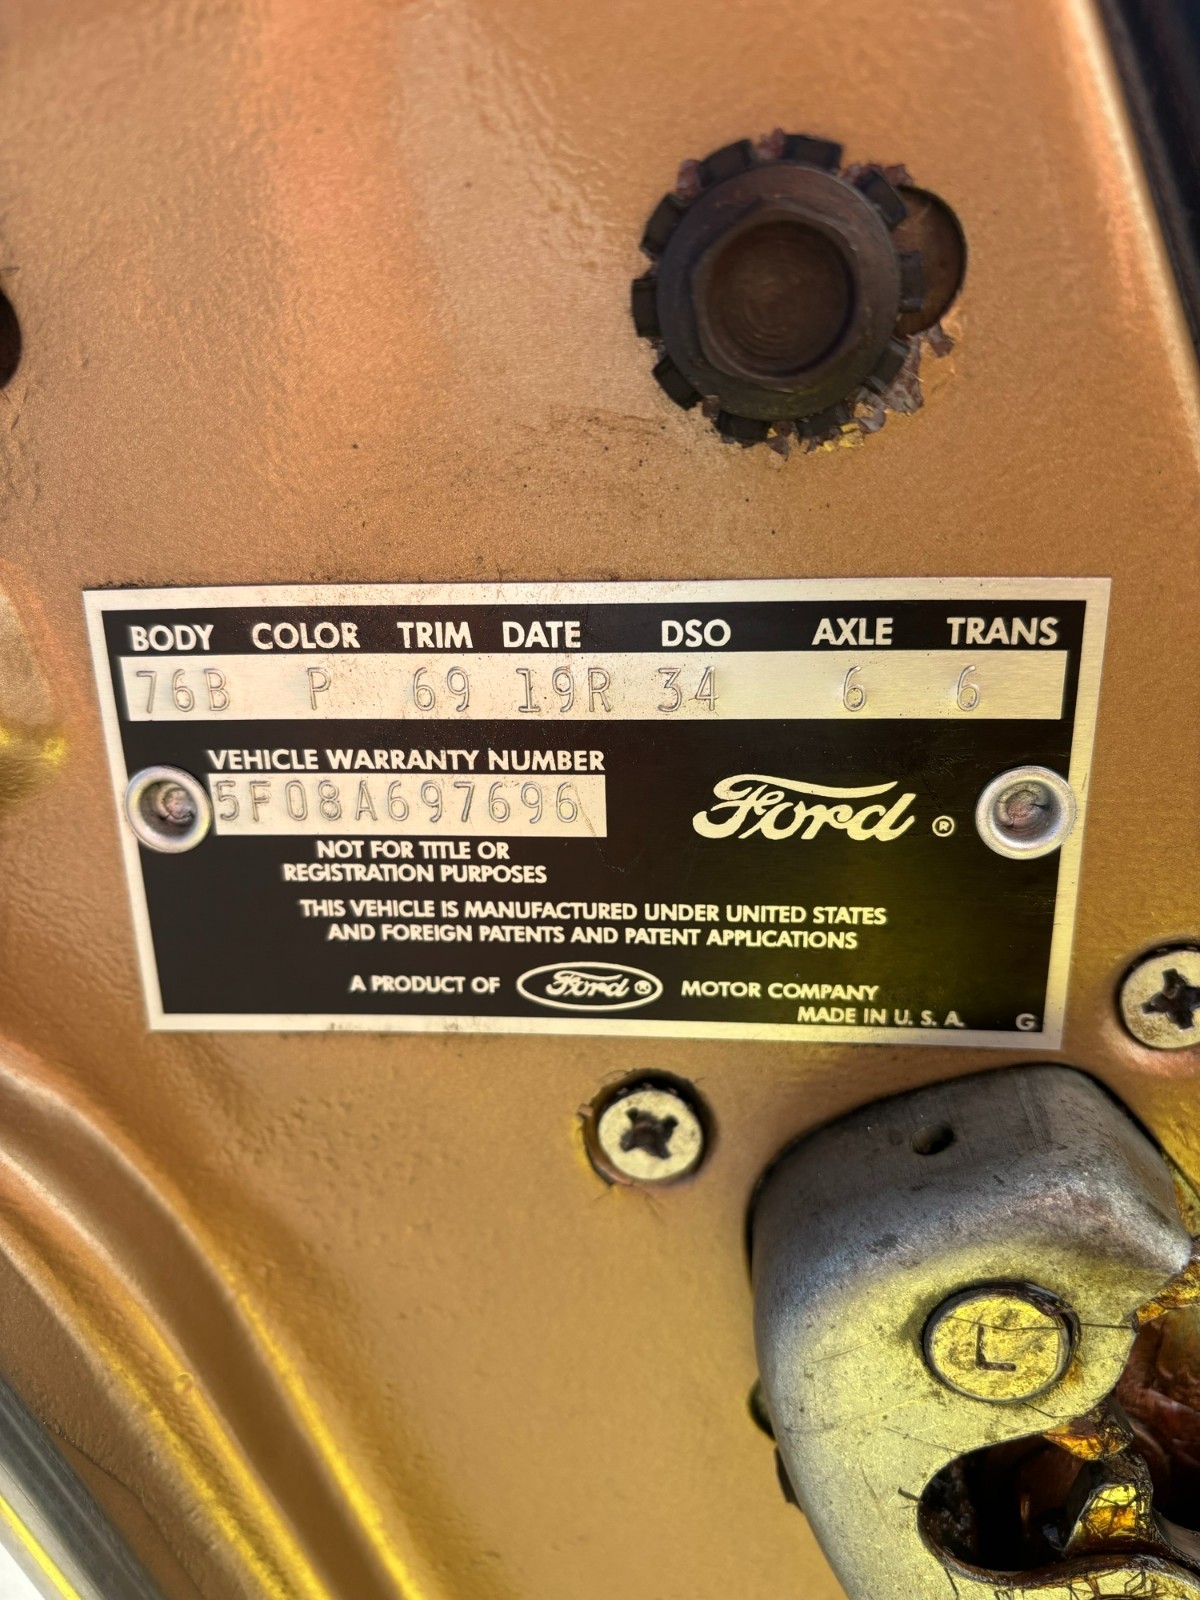 BODY COLOR TRIM DATE DSO AXLE TRANS
76B P 69 19R 34 6 6
VEHICLE WARRANTY NUMBER
5F08A697696
Ford ®
NOT FOR TITLE OR
REGISTRATION PURPOSES
THIS VEHICLE IS MANUFACTURED UNDER UNITED STATES
AND FOREIGN PATENTS AND PATENT APPLICATIONS
A PRODUCT OF Ford ® MOTOR COMPANY
MADE IN U. S. A. G
L